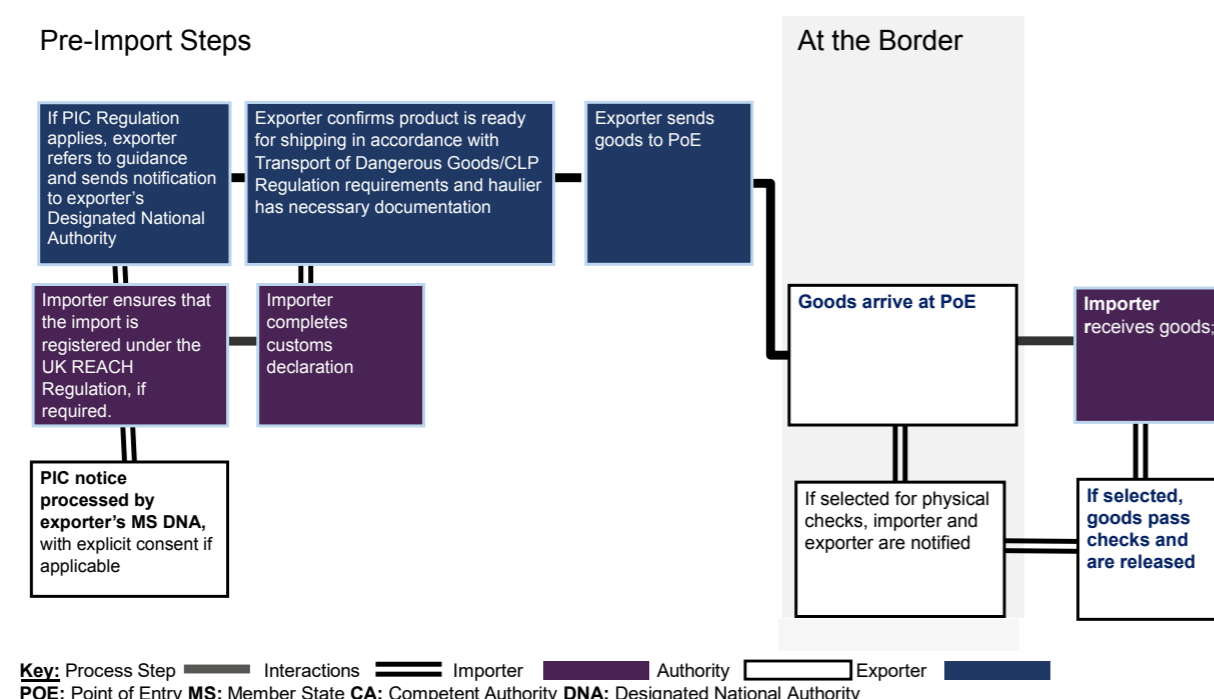 Pre-Import Steps
At the Border
If PIC Regulation
applies, exporter
refers to guidance
and sends notification
to exporter's
Designated National
Authority
Exporter confirms product is ready
for shipping in accordance with
Transport of Dangerous Goods/CLP
Regulation requirements and haulier
has necessary documentation
Exporter sends
goods to PoE
Importer ensures that
the import is
registered under the
UK REACH
Regulation, if
required.
Importer
completes
customs
declaration
Goods arrive at PoE
Importer
receives goods;
PIC notice
processed by
exporter's MS DNA,
with explicit consent if
applicable
If selected for physical
checks, importer and
exporter are notified
If selected,
goods pass
checks and
are released
Key: Process Step Interactions Importer Authority Exporter
POE: Point of Entry MS: Member State CA: Competent Authority DNA: Designated National Authority